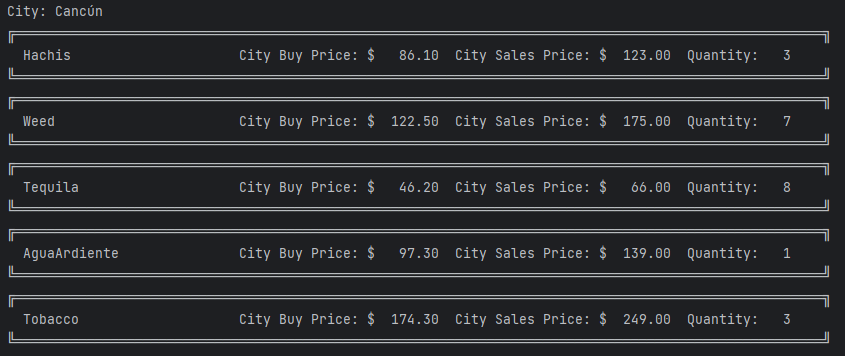 City: Cancún
Hachis City Buy Price: $ 86.10 City Sales Price: $ 123.00 Quantity: 3
Weed City Buy Price: $ 122.50 City Sales Price: $ 175.00 Quantity: 7
Tequila City Buy Price: $ 46.20 City Sales Price: $ 66.00 Quantity: 8
AguaArdiente City Buy Price: $ 97.30 City Sales Price: $ 139.00 Quantity: 1
Tobacco City Buy Price: $ 174.30 City Sales Price: $ 249.00 Quantity: 3